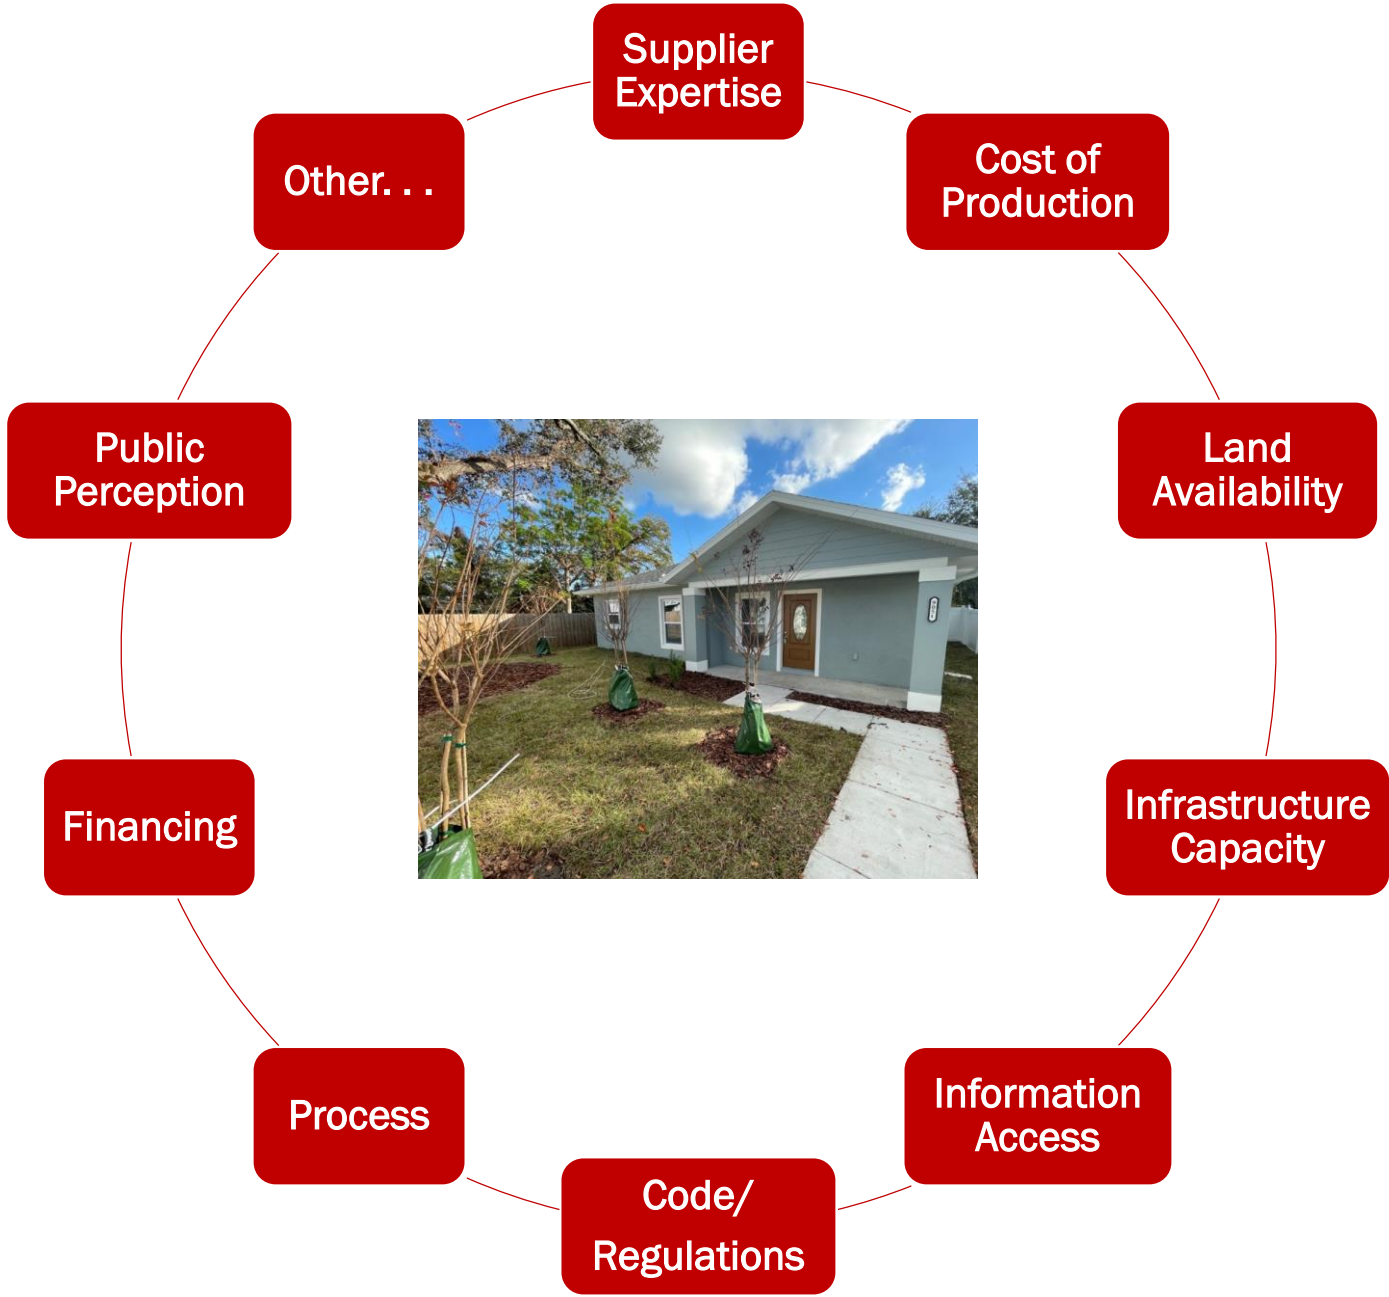 Supplier
Expertise
Cost of
Production
Land
Availability
Infrastructure
Capacity
Information
Access
Code/
Regulations
Process
Financing
Public
Perception
Other. . .